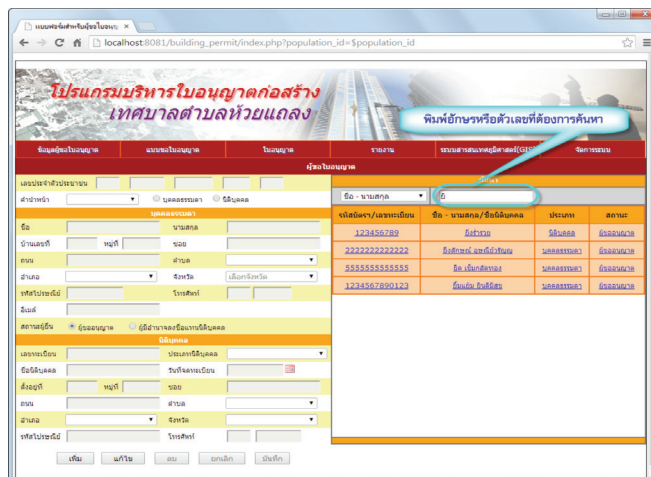 แบบฟอร์มสำหรับผู้ขอใบอนุญ
localhost:8081/building_permit/index.php?population_id=$population_id
โปรแกรมบริหารใบอนุญาตก่อสร้าง
เทศบาลตำบลห้วยแถลง
พิมพ์อักษรหรือตัวเลขที่ต้องการค้นหา
ข้อมูลผู้ขอใบอนุญาต แบบขอใบอนุญาต ใบอนุญาต รายงาน ระบบสารสนเทศภูมิศาสตร์(GIS) จัดการระบบ
ผู้ขอใบอนุญาต
เลขประจำตัวประชาชน
คำนำหน้า บุคคลธรรมดา นิติบุคคล
บุคคลธรรมดา
ชื่อ นามสกุล
บ้านเลขที่ หมู่ที่ ซอย
ถนน ตำบล
อำเภอ จังหวัด เลือกจังหวัด
รหัสไปรษณีย์ โทรศัพท์
อีเมล์
สถานะผู้ยื่น ผู้ขออนุญาต ผู้มีอำนาจลงชื่อแทนนิติบุคคล
นิติบุคคล
เลขทะเบียน ประเภทนิติบุคคล
ชื่อนิติบุคคล วันที่จดทะเบียน
ตั้งอยู่ที่ หมู่ที่ ซอย
ถนน ตำบล
อำเภอ จังหวัด
รหัสไปรษณีย์ โทรศัพท์
เพิ่ม แก้ไข ลบ ยกเลิก บันทึก
ชื่อ - นามสกุล ยิ
รหัสบัตรฯ/เลขทะเบียน ชื่อ - นามสกุล/ชื่อนิติบุคคล ประเภท สถานะ
123456789 ยิ่งรำรวย นิติบุคคล ผู้ขออนุญาต
2222222222222 บุคคลธรรมดา ผู้ขออนุญาต
5555555555555 บุคคลธรรมดา ผู้ขออนุญาต
1234567890123 ยิ้มแย้ม ยินดีมีสุข บุคคลธรรมดา ผู้ขออนุญาต